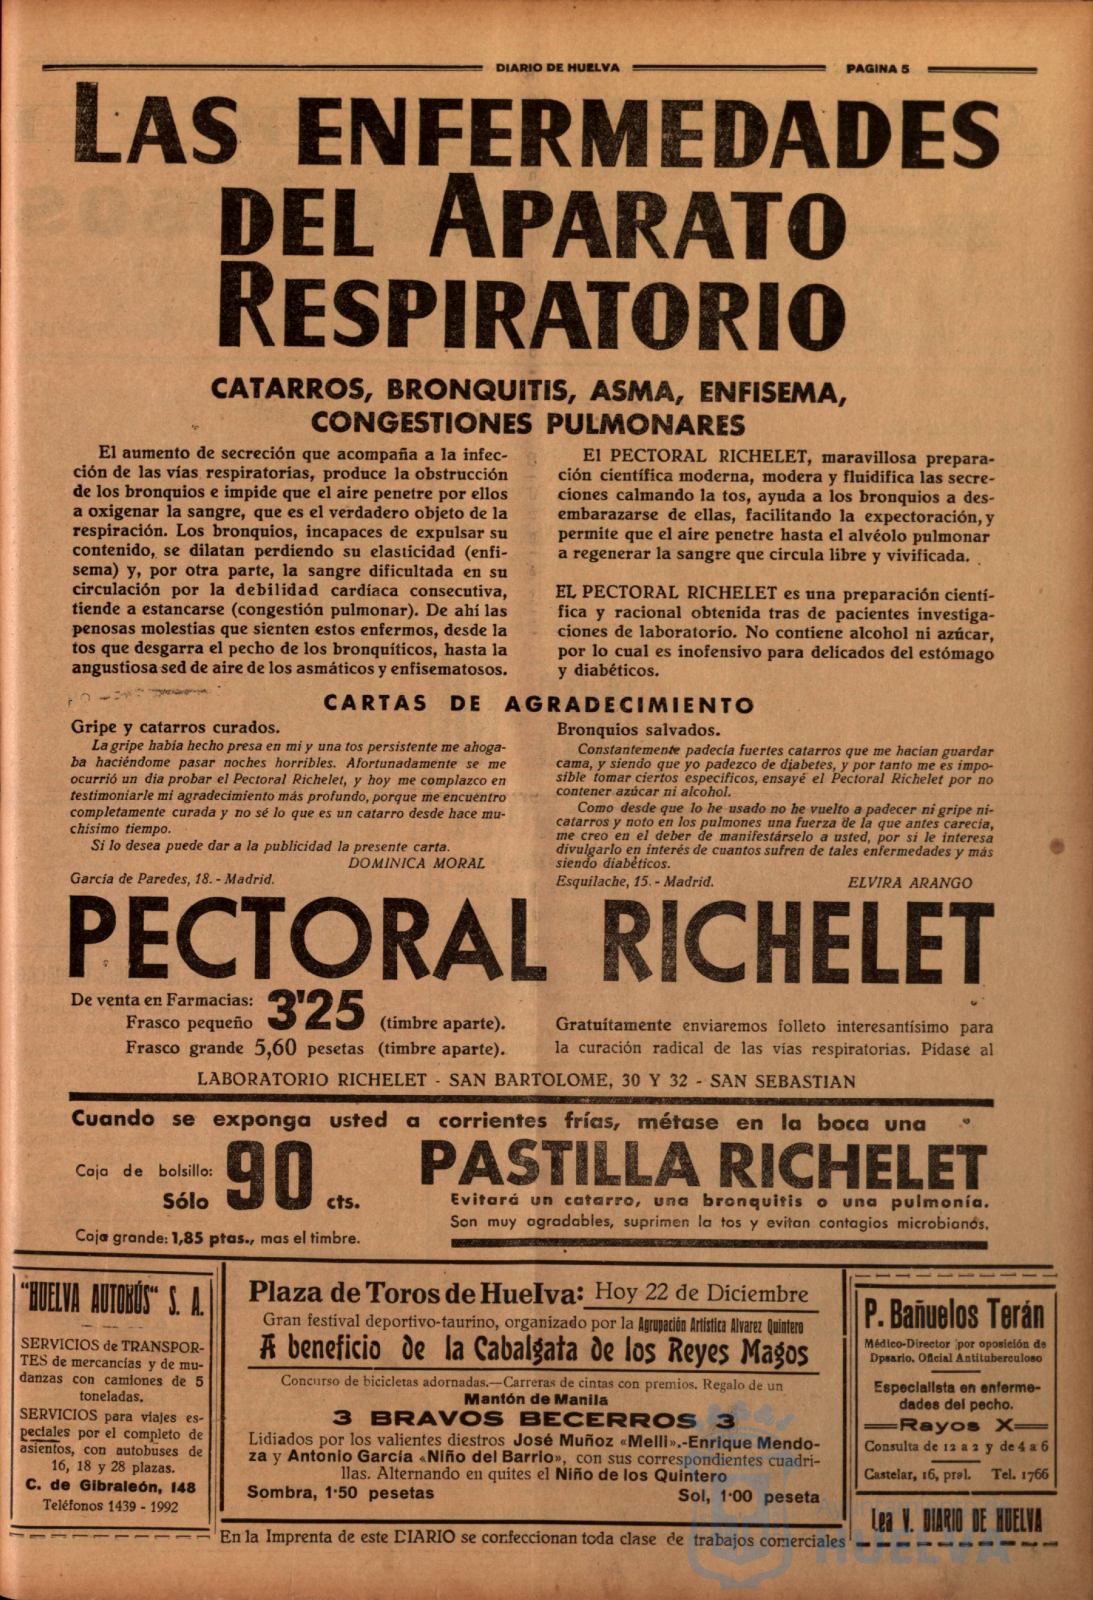 DIARIO DE HUELVA
PAGINA 5
LAS ENFERMEDADES
DEL APARATO
RESPIRATORIO
CATARROS, BRONQUITIS, ASMA, ENFISEMA,
CONGESTIONES PULMONARES
El aumento de secreción que acompaña a la infec-
ción de las vías respiratorias, produce la obstrucción
de los bronquios e impide que el aire penetre por ellos
a oxigenar la sangre, que es el verdadero objeto de la
respiración. Los bronquios, incapaces de expulsar su
contenido, se dilatan perdiendo su elasticidad (enfi-
sema) y, por otra parte, la sangre dificultada en su
circulación por la debilidad cardíaca consecutiva,
tiende a estancarse (congestión pulmonar). De ahí las
penosas molestias que sienten estos enfermos, desde la
tos que desgarra el pecho de los bronquíticos, hasta la
angustiosa sed de aire de los asmáticos y enfisematosos.
El PECTORAL RICHELET, maravillosa prepara-
ción científica moderna, modera y fluidifica las secre-
ciones calmando la tos, ayuda a los bronquios a des-
embarazarse de ellas, facilitando la expectoración, y
permite que el aire penetre hasta el alvéolo pulmonar
a regenerar la sangre que circula libre y vivificada.
EL PECTORAL RICHELET es una preparación cientí-
fica y racional obtenida tras de pacientes investiga-
ciones de laboratorio. No contiene alcohol ni azúcar,
por lo cual es inofensivo para delicados del estómago
y diabéticos.
CARTAS DE AGRADECIMIENTO
Gripe y catarros curados.
La gripe había hecho presa en mi y una tos persistente me ahoga-
ba haciéndome pasar noches horribles. Afortunadamente se me
ocurrió un dia probar el Pectoral Richelet, y hoy me complazco en
testimoniarle mi agradecimiento más profundo, porque me encuentro
completamente curada y no sé lo que es un catarro desde hace mu-
chisimo tiempo.
Si lo desea puede dar a la publicidad la presente carta.
DOMINICA MORAL
García de Paredes, 18. - Madrid.
Bronquios salvados.
Constantemente padecía fuertes catarros que me hacian guardar
cama, y siendo que yo padezco de diabetes, y por tanto me es impo-
sible tomar ciertos específicos, ensayé el Pectoral Richelet por no
contener azúcar ni alcohol.
Como desde que lo he usado no he vuelto a padecer ni gripe ni
catarros y noto en los pulmones una fuerza de la que antes carecia,
me creo en el deber de manifestárselo a usted, por si le interesa
divulgarlo en interés de cuantos sufren de tales enfermedades y más
siendo diabéticos.
Esquilache, 15. - Madrid. ELVIRA ARANGO
PECTORAL RICHELET
De venta en Farmacias:
Frasco pequeño 3'25 (timbre aparte).
Frasco grande 5,60 pesetas (timbre aparte).
Gratuítamente enviaremos folleto interesantísimo para
la curación radical de las vías respiratorias. Pídase al
LABORATORIO RICHELET - SAN BARTOLOME, 30 Y 32 - SAN SEBASTIAN
Cuando se exponga usted a corrientes frías, métase en la boca una
Caja de bolsillo:
Sólo 90 cts.
Caja grande: 1,85 ptas., mas el timbre.
PASTILLA RICHELET
Evitará un catarro, una bronquitis o una pulmonía.
Son muy agradables, suprimen la tos y evitan contagios microbianos.
"HUELVA AUTOBÚS" S. A.
SERVICIOS de TRANSPOR-
TES de mercancías y de mu-
danzas con camiones de 5
toneladas.
SERVICIOS para viajes es-
peciales por el completo de
asientos, con autobuses de
16, 18 y 28 plazas.
C. de Gibraleón, 148
Teléfonos 1439 - 1992
Plaza de Toros de Huelva: Hoy 22 de Diciembre
Gran festival deportivo-taurino, organizado por la Agrupación Artística Alvarez Quintero
A beneficio de la Cabalgata de los Reyes Magos
Concurso de bicicletas adornadas.—Carreras de cintas con premios. Regalo de un
Mantón de Manila
3 BRAVOS BECERROS 3
Lidiados por los valientes diestros José Muñoz «Melli».-Enrique Mendo-
za y Antonio García «Niño del Barrio», con sus correspondientes cuadri-
llas. Alternando en quites el Niño de los Quintero
Sombra, 1'50 pesetas Sol, 1'00 peseta
En la Imprenta de este DIARIO se confeccionan toda clase de trabajos comerciales
P. Bañuelos Terán
Médico-Director por oposición de
Dpsario. Oficial Antituberculoso
Especialista en enferme-
dades del pecho.
Rayos X
Consulta de 12 a 2 y de 4 a 6
Castelar, 16, pral. Tel. 1766
Lea V. DIARIO DE HUELVA
HUELVA